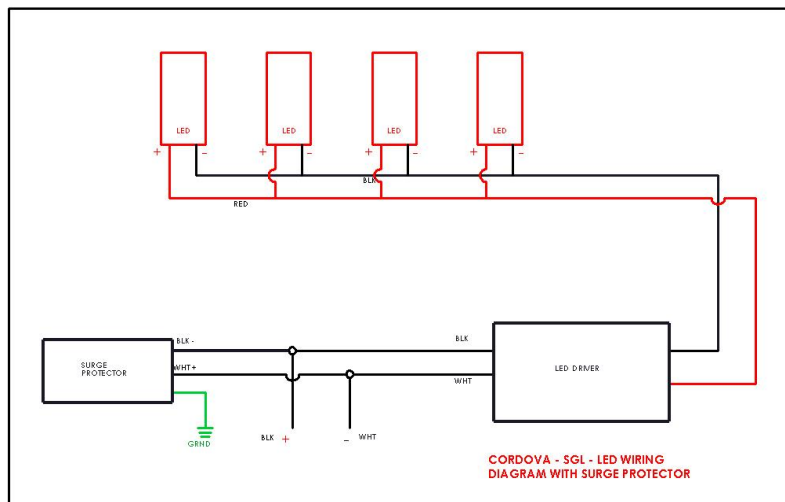 LED LED LED LED
+ − + − + − + −
BLK
RED
BLK -
BLK
SURGE
PROTECTOR
WHT+
LED DRIVER
WHT
GRND
BLK + − WHT
CORDOVA - SGL - LED WIRING
DIAGRAM WITH SURGE PROTECTOR